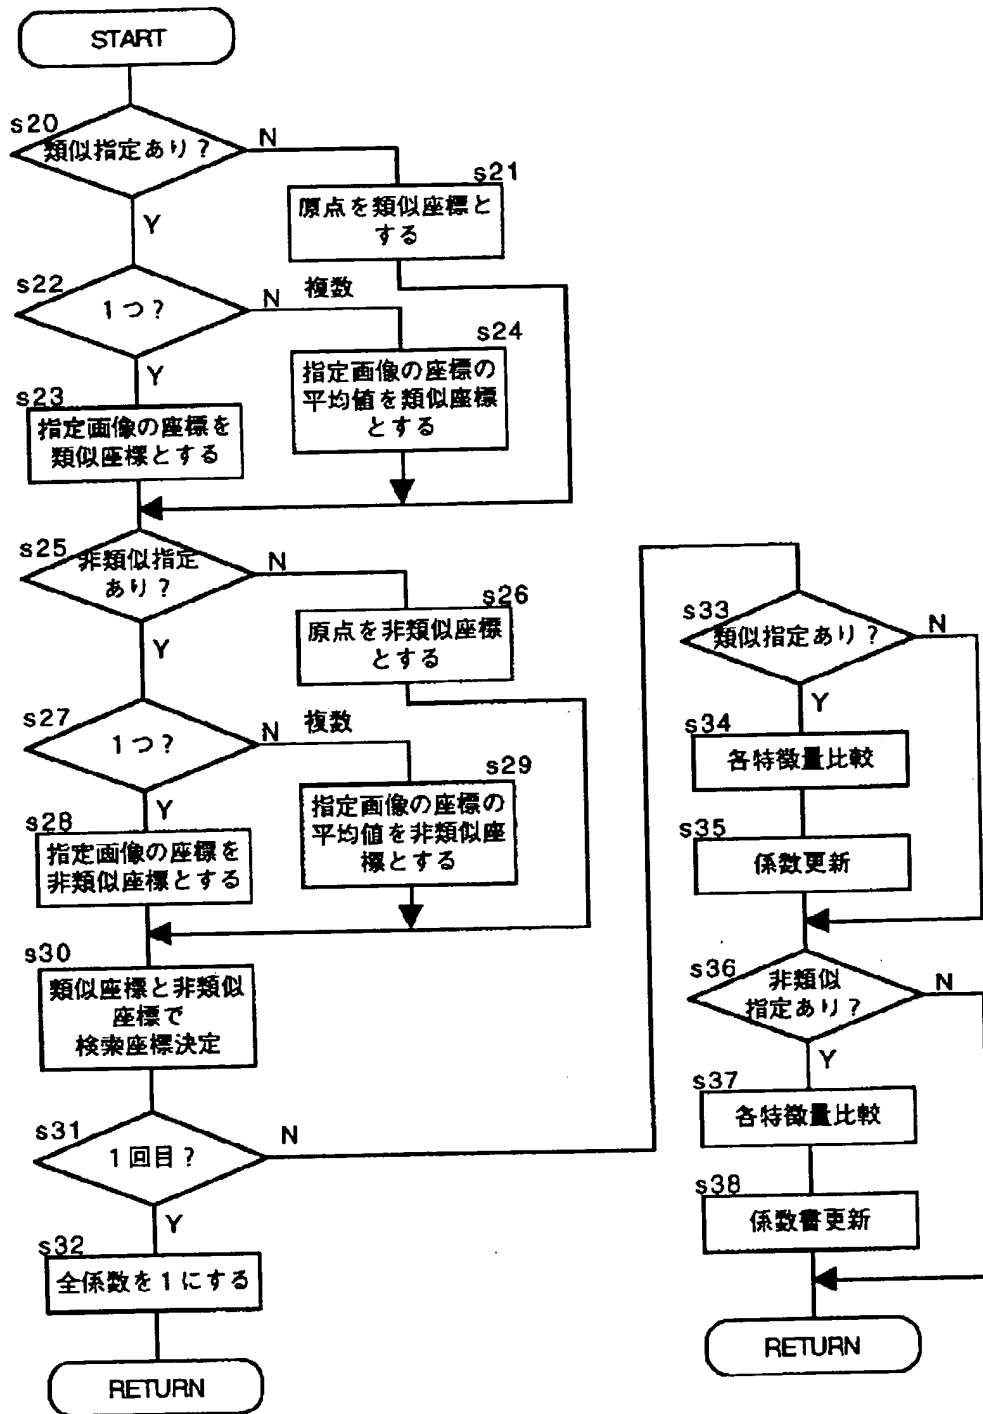 START
s20
類似指定あり?
N
Y
s21
原点を類似座標と
する
s22
1つ?
N
複数
Y
s23
指定画像の座標を
類似座標とする
s24
指定画像の座標の
平均値を類似座標
とする
s25
非類似指定
あり?
N
Y
s26
原点を非類似座標
とする
s27
1つ?
N
複数
Y
s28
指定画像の座標を
非類似座標とする
s29
指定画像の座標の
平均値を非類似座
標とする
s30
類似座標と非類似
座標で
検索座標決定
s31
1回目?
N
Y
s32
全係数を1にする
RETURN
s33
類似指定あり?
N
Y
s34
各特徴量比較
s35
係数更新
s36
非類似
指定あり?
N
Y
s37
各特徴量比較
s38
係数書更新
RETURN